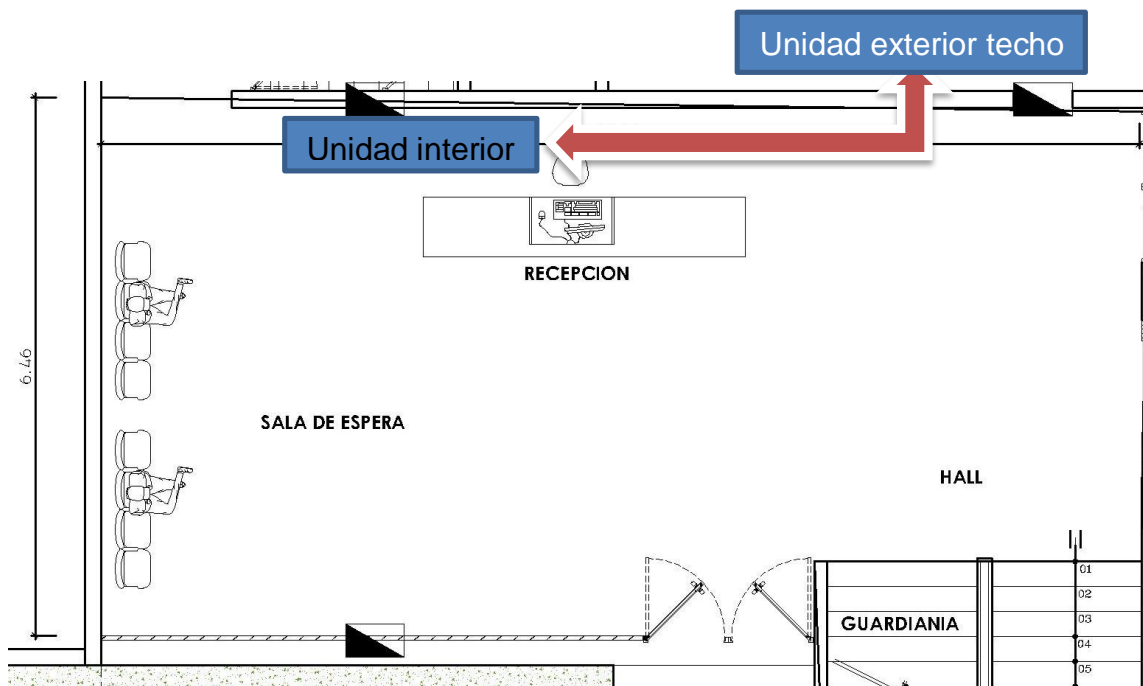 Unidad exterior techo
Unidad interior
RECEPCION
6.46
SALA DE ESPERA
HALL
01
02
GUARDIANIA
03
04
05